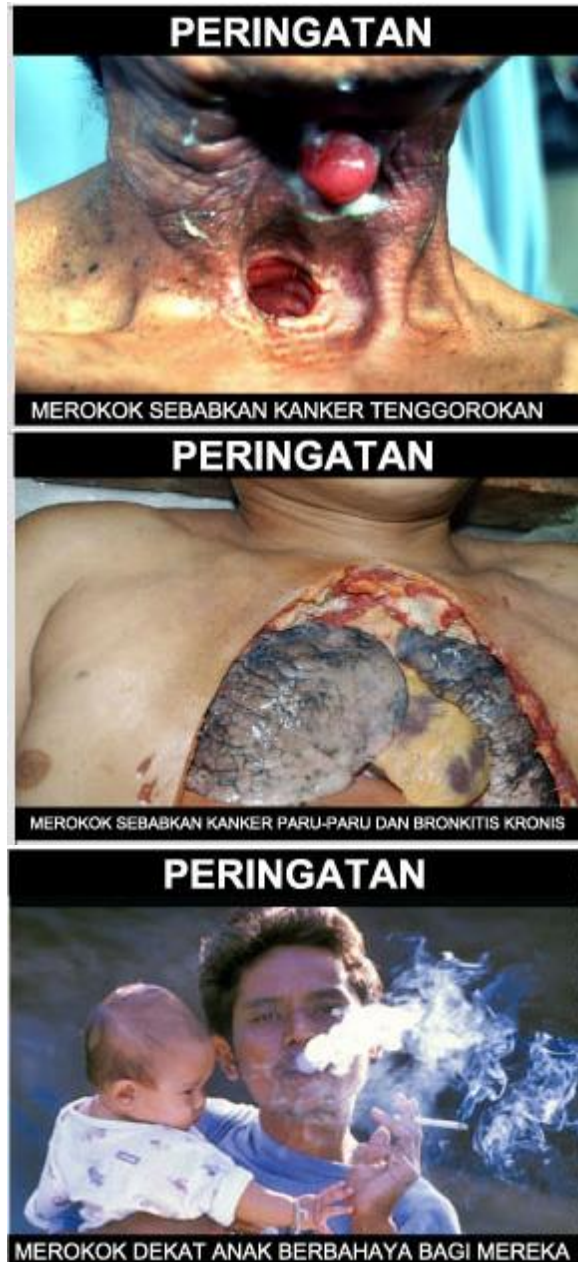 PERINGATAN
MEROKOK SEBABKAN KANKER TENGGOROKAN
PERINGATAN
MEROKOK SEBABKAN KANKER PARU-PARU DAN BRONKITIS KRONIS
PERINGATAN
MEROKOK DEKAT ANAK BERBAHAYA BAGI MEREKA